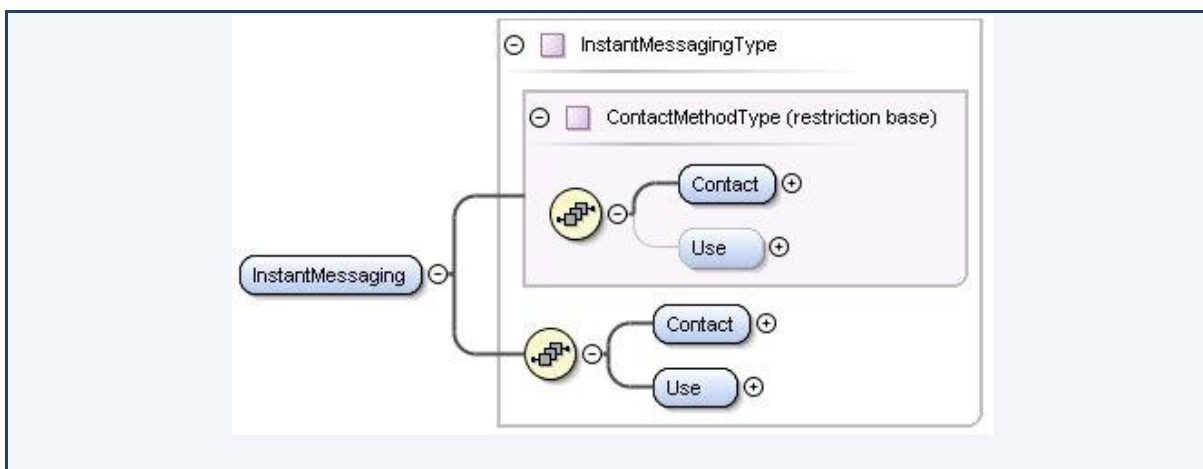 InstantMessagingType
ContactMethodType (restriction base)
Contact
Use
InstantMessaging
Contact
Use